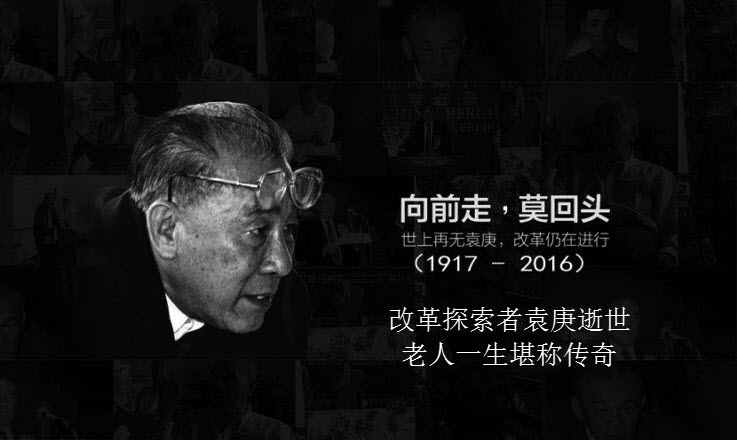 向前走，莫回头
世上再无袁庚，改革仍在进行
（1917 － 2016）
改革探索者袁庚逝世
老人一生堪称传奇